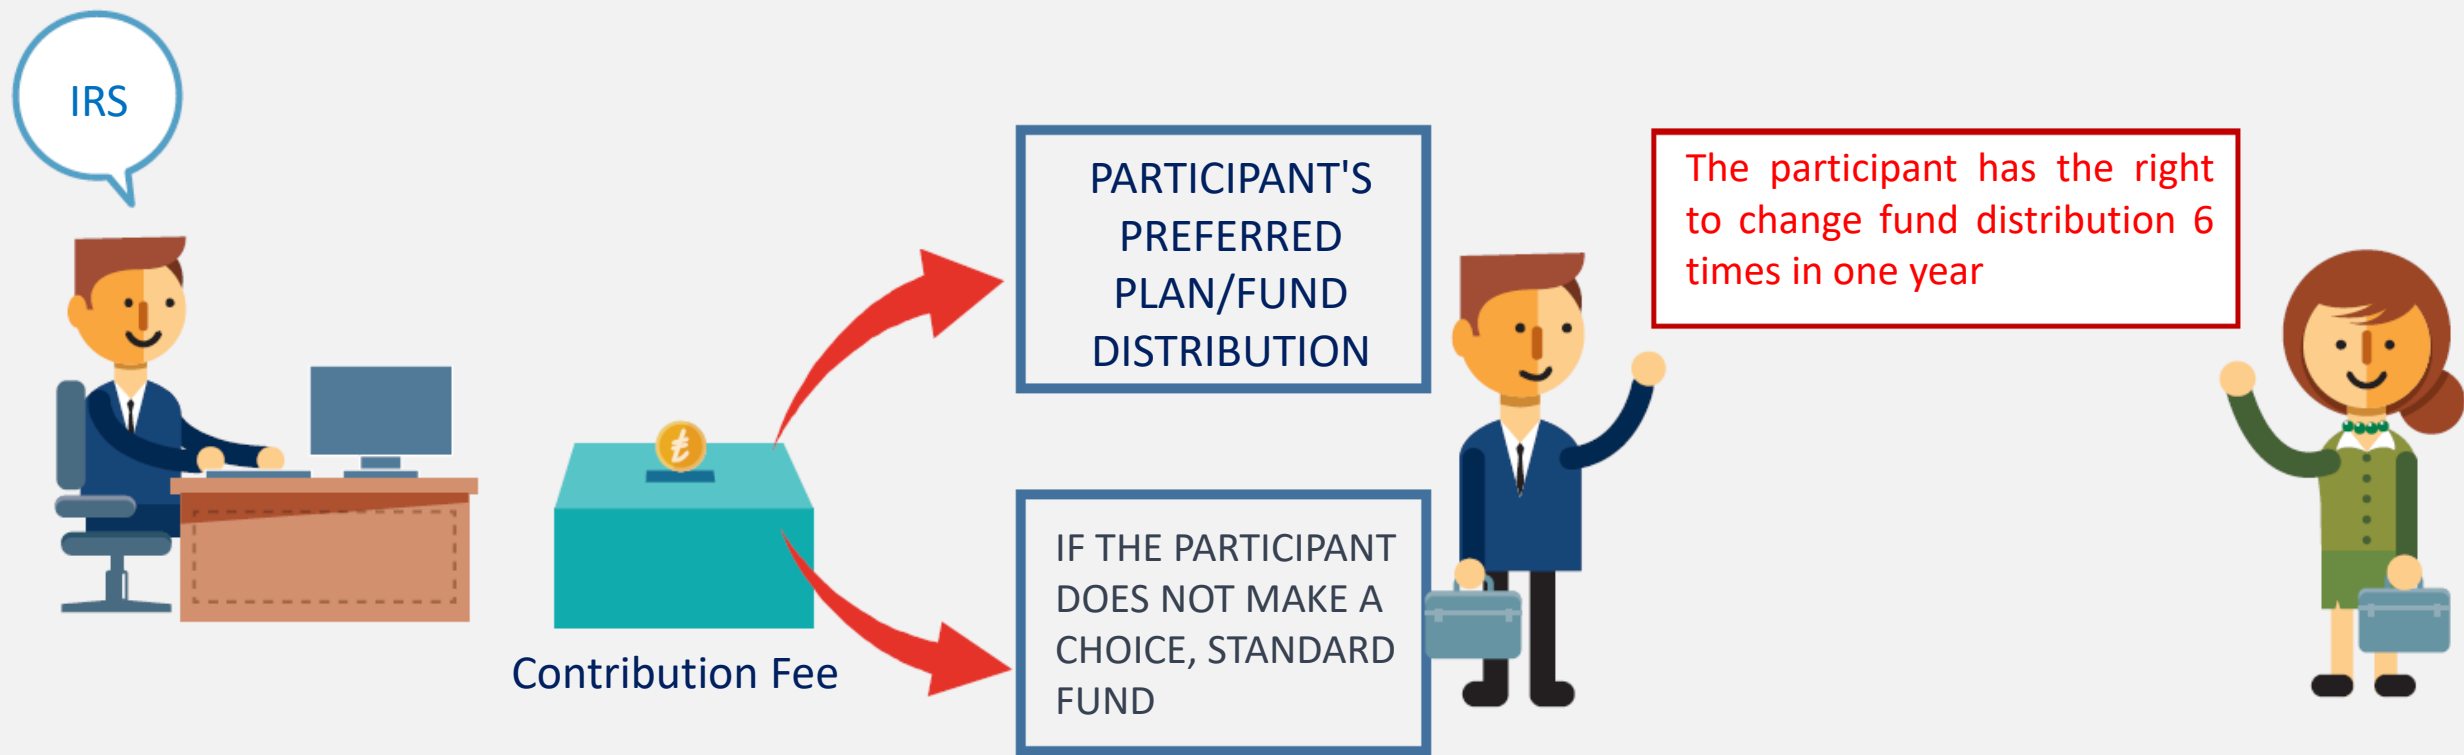 IRS
PARTICIPANT'S
PREFERRED
PLAN/FUND
DISTRIBUTION
The participant has the right
to change fund distribution 6
times in one year
₺
Contribution Fee
IF THE PARTICIPANT
DOES NOT MAKE A
CHOICE, STANDARD
FUND